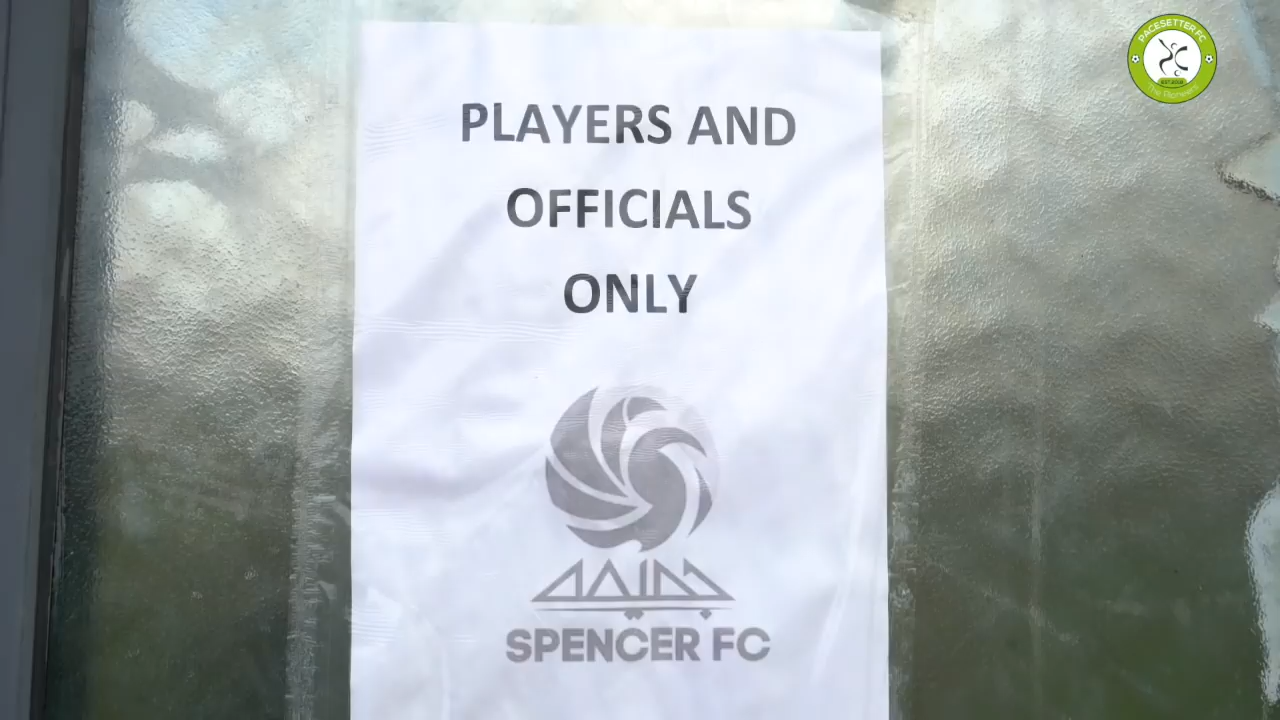 PLAYERS AND
OFFICIALS
ONLY
SPENCER FC
PACESETTER FC